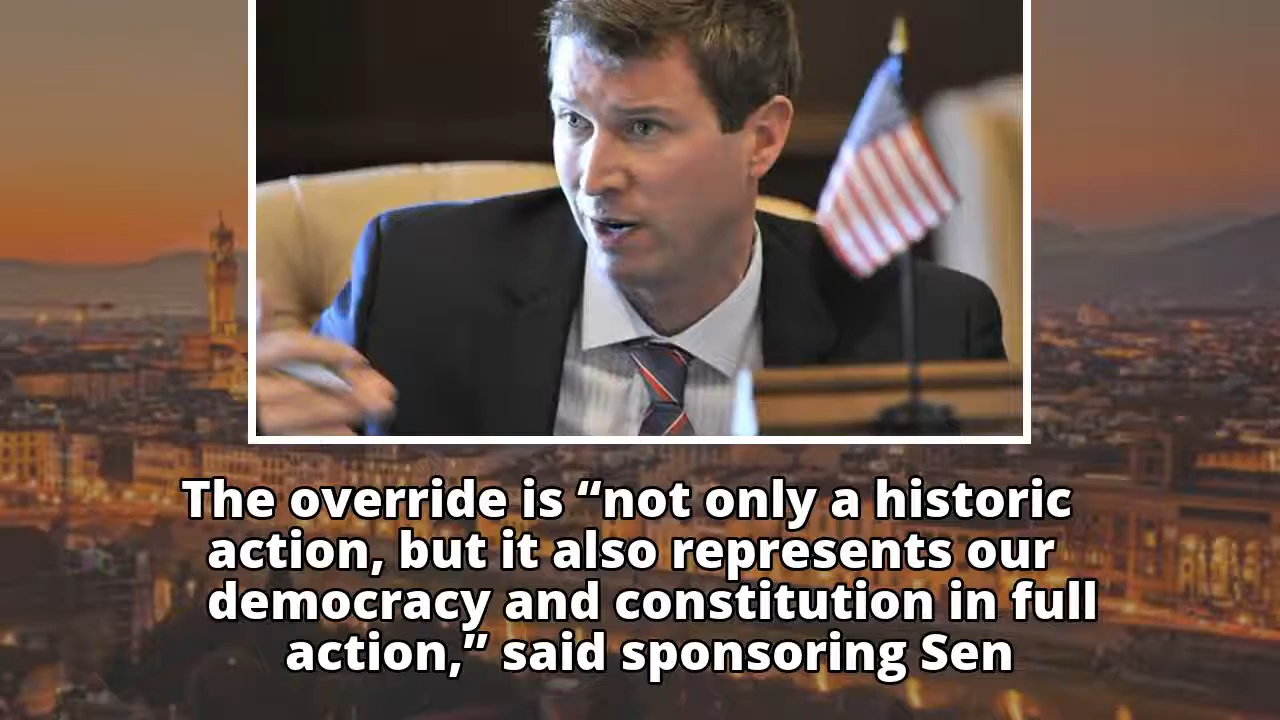 The override is “not only a historic
action, but it also represents our
democracy and constitution in full
action,” said sponsoring Sen